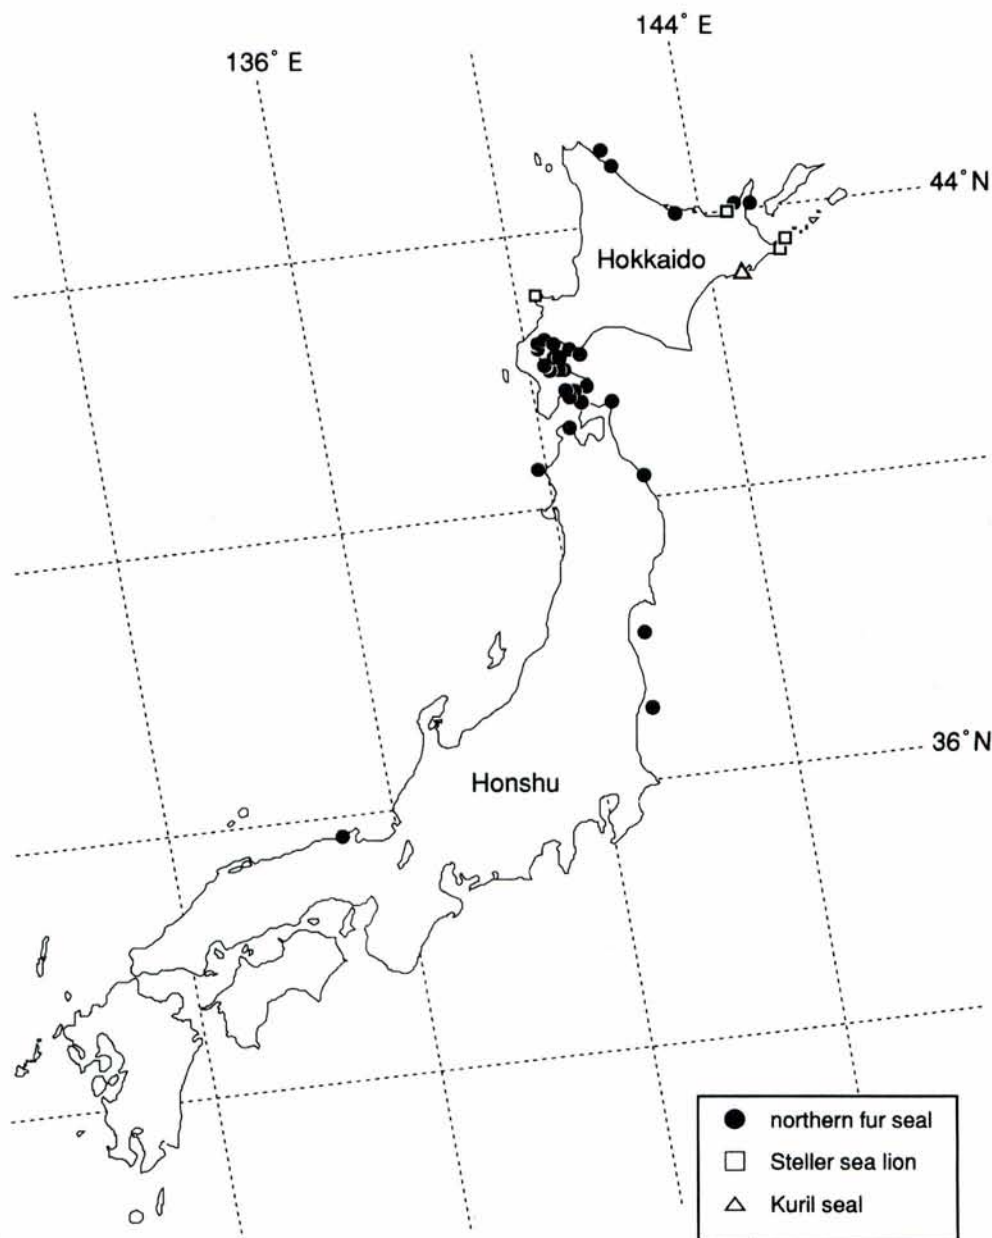 144° E
136° E
44°N
Hokkaido
36°N
Honshu
northern fur seal
Steller sea lion
Kuril seal